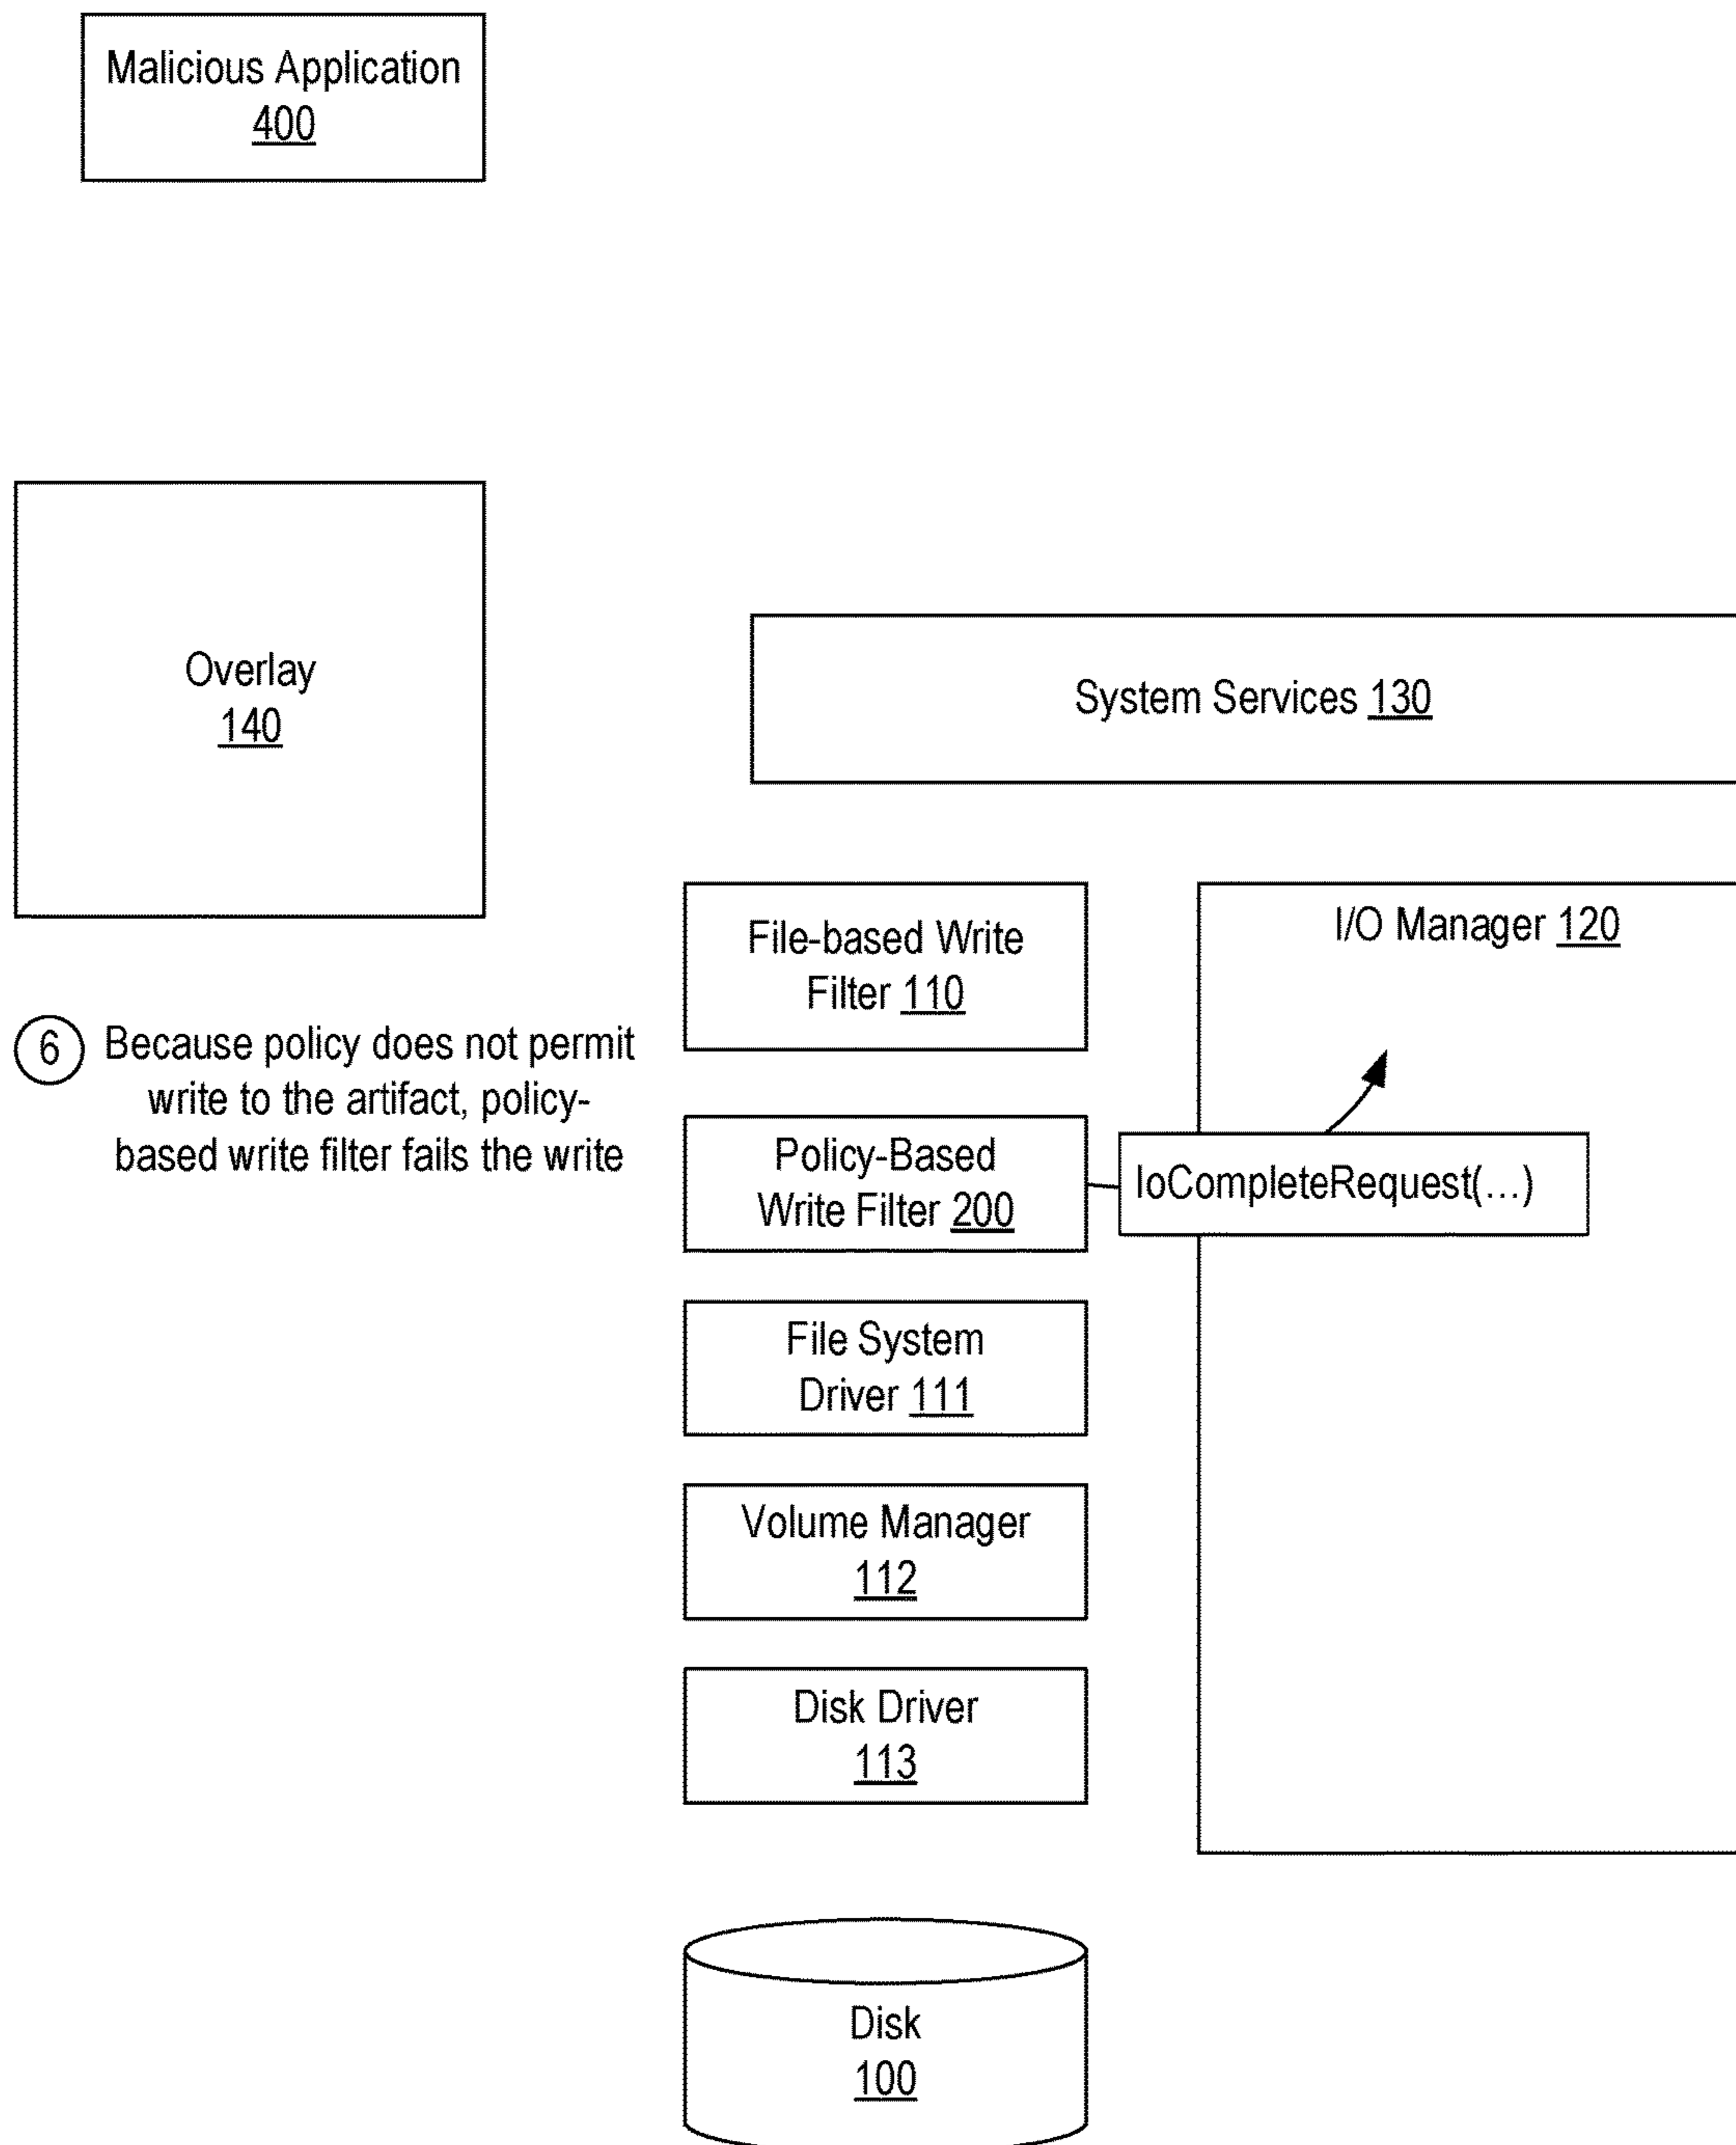 Malicious Application
400
Overlay
140
System Services 130
File-based Write
Filter 110
I/O Manager 120
6
Because policy does not permit
write to the artifact, policy-
based write filter fails the write
Policy-Based
Write Filter 200
IoCompleteRequest(...)
File System
Driver 111
Volume Manager
112
Disk Driver
113
Disk
100